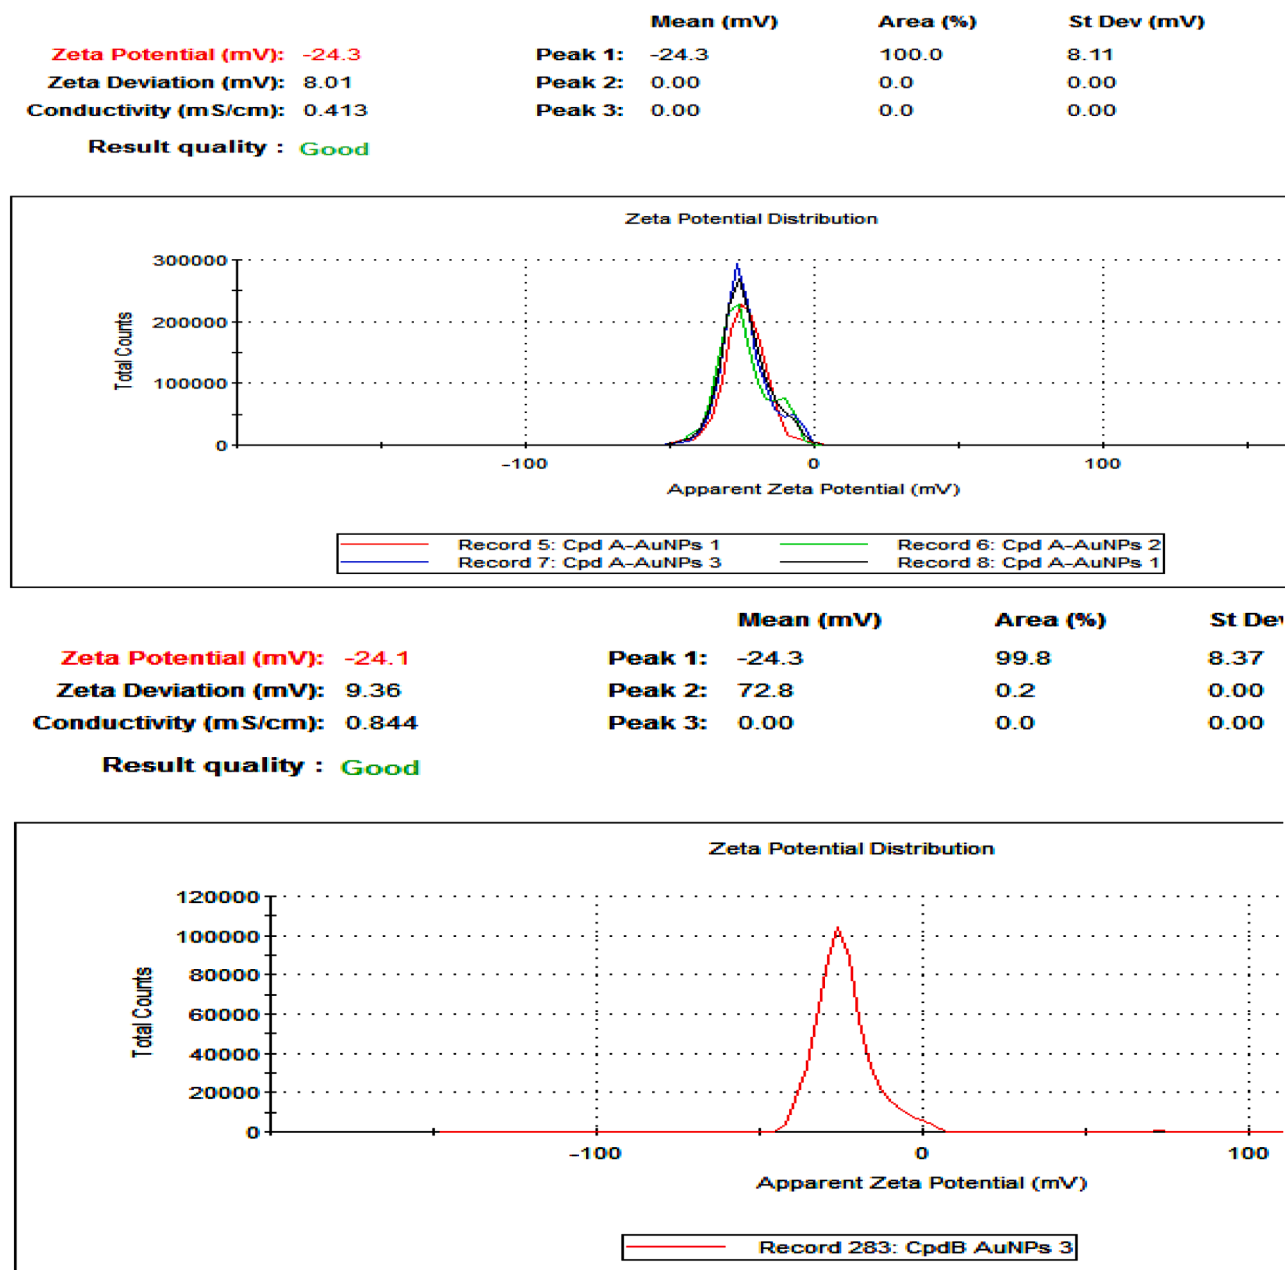 Mean (mV) Area (%) St Dev (mV)
Zeta Potential (mV): -24.3 Peak 1: -24.3 100.0 8.11
Zeta Deviation (mV): 8.01 Peak 2: 0.00 0.0 0.00
Conductivity (mS/cm): 0.413 Peak 3: 0.00 0.0 0.00
Result quality : Good
Zeta Potential Distribution
300000
200000
100000
0
Total Counts
-100 0 100
Apparent Zeta Potential (mV)
Record 5: Cpd A-AuNPs 1 Record 6: Cpd A-AuNPs 2
Record 7: Cpd A-AuNPs 3 Record 8: Cpd A-AuNPs 1
Mean (mV) Area (%) St Dev
Zeta Potential (mV): -24.1 Peak 1: -24.3 99.8 8.37
Zeta Deviation (mV): 9.36 Peak 2: 72.8 0.2 0.00
Conductivity (mS/cm): 0.844 Peak 3: 0.00 0.0 0.00
Result quality : Good
Zeta Potential Distribution
120000
100000
80000
60000
40000
20000
0
Total Counts
-100 0 100
Apparent Zeta Potential (mV)
Record 283: CpdB AuNPs 3